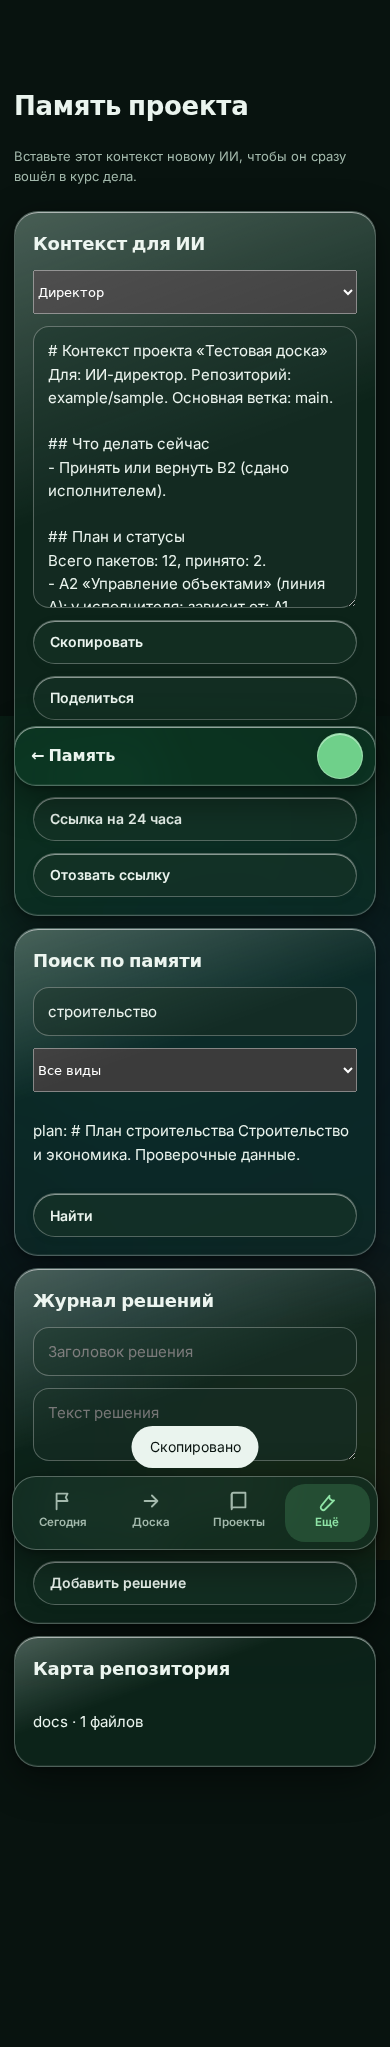 Память проекта
Вставьте этот контекст новому ИИ, чтобы он сразу
вошёл в курс дела.
Контекст для ИИ
Директор
# Контекст проекта «Тестовая доска»
Для: ИИ-директор. Репозиторий:
example/sample. Основная ветка: main.
## Что делать сейчас
- Принять или вернуть B2 (сдано
исполнителем).
## План и статусы
Всего пакетов: 12, принято: 2.
- A2 «Управление объектами» (линия
A): у исполнителя; зависит от: A1
Скопировать
Поделиться
← Память
Ссылка на 24 часа
Отозвать ссылку
Поиск по памяти
строительство
Все виды
plan: # План строительства Строительство
и экономика. Проверочные данные.
Найти
Журнал решений
Заголовок решения
Текст решения
Скопировано
Сегодня
Доска
Проекты
Ещё
Добавить решение
Карта репозитория
docs · 1 файлов